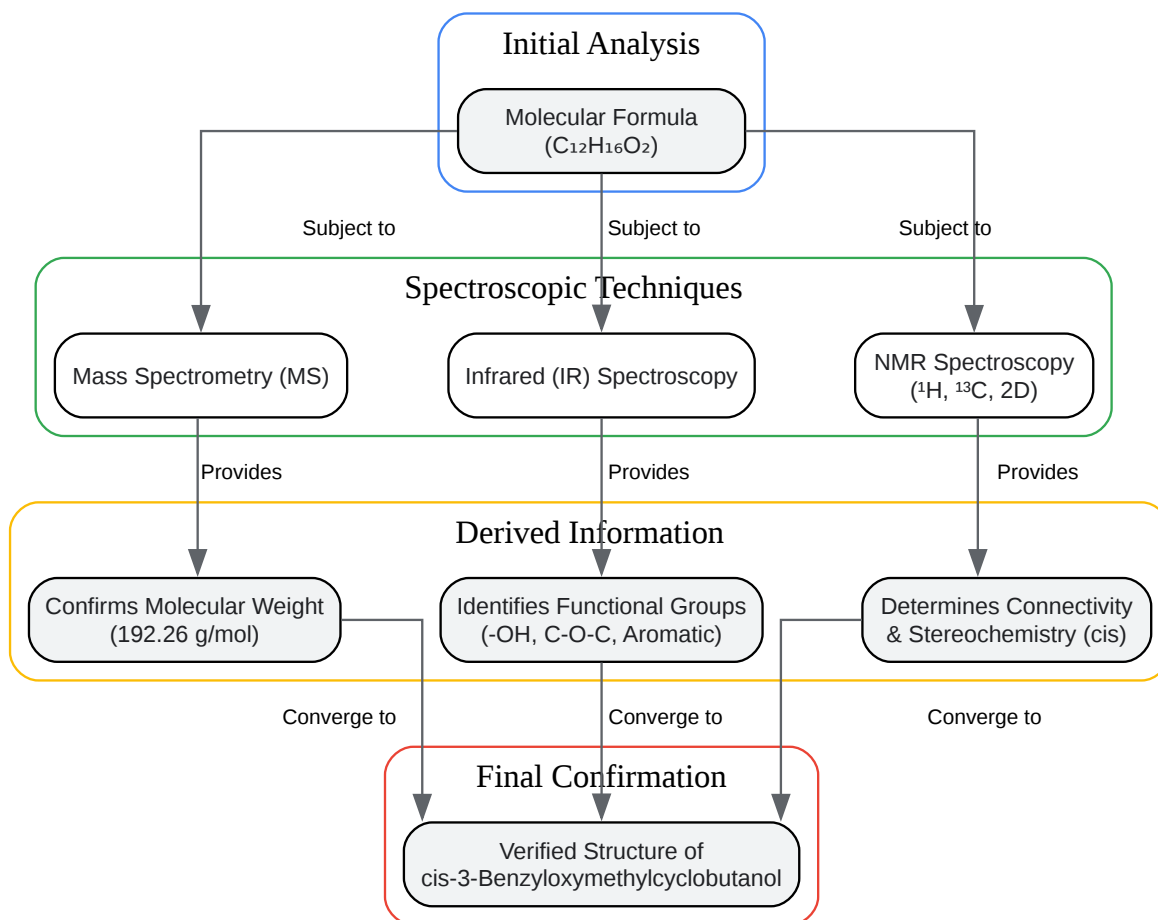 Initial Analysis
Molecular Formula
(C₁₂H₁₆O₂)
Subject to
Subject to
Subject to
Spectroscopic Techniques
Mass Spectrometry (MS)
Infrared (IR) Spectroscopy
NMR Spectroscopy
(¹H, ¹³C, 2D)
Provides
Provides
Provides
Derived Information
Confirms Molecular Weight
(192.26 g/mol)
Identifies Functional Groups
(-OH, C-O-C, Aromatic)
Determines Connectivity
& Stereochemistry (cis)
Converge to
Converge to
Converge to
Final Confirmation
Verified Structure of
cis-3-Benzyloxymethylcyclobutanol